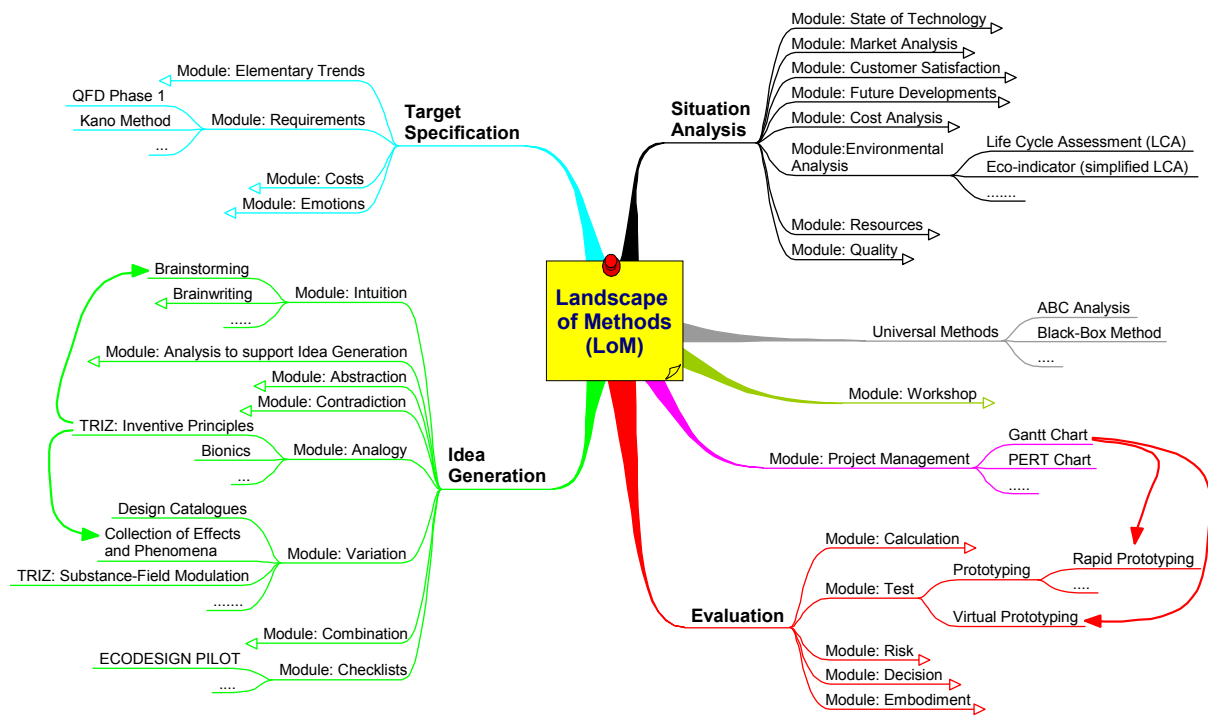 Landscape
of Methods
(LoM)
Target
Specification
Module: Elementary Trends
Module: Requirements
QFD Phase 1
Kano Method
...
Module: Costs
Module: Emotions
Situation
Analysis
Module: State of Technology
Module: Market Analysis
Module: Customer Satisfaction
Module: Future Developments
Module: Cost Analysis
Module:Environmental
Analysis
Life Cycle Assessment (LCA)
Eco-indicator (simplified LCA)
.......
Module: Resources
Module: Quality
Universal Methods
ABC Analysis
Black-Box Method
....
Module: Workshop
Module: Project Management
Gantt Chart
PERT Chart
.....
Idea
Generation
Module: Intuition
Brainstorming
Brainwriting
.....
Module: Analysis to support Idea Generation
Module: Abstraction
Module: Contradiction
Module: Analogy
TRIZ: Inventive Principles
Bionics
...
Module: Variation
Design Catalogues
Collection of Effects
and Phenomena
TRIZ: Substance-Field Modulation
.......
Module: Combination
Module: Checklists
ECODESIGN PILOT
....
Evaluation
Module: Calculation
Module: Test
Prototyping
Rapid Prototyping
....
Virtual Prototyping
Module: Risk
Module: Decision
Module: Embodiment